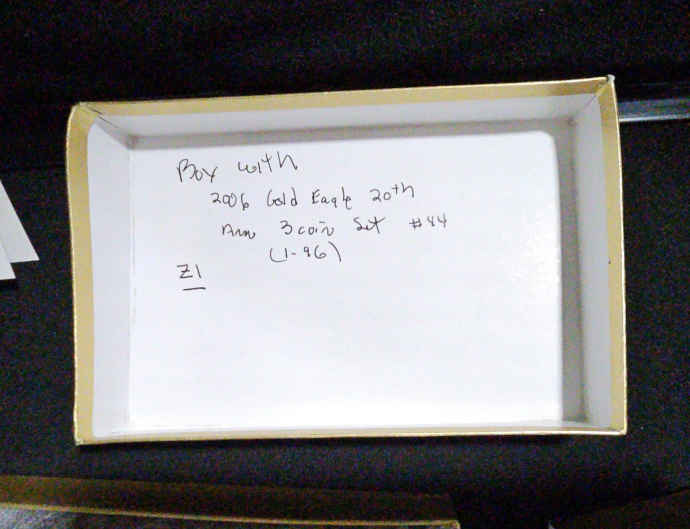 Box with
2006 Gold Eagle 20th
Ann 3 coin Set #44
(1-96)
Z1